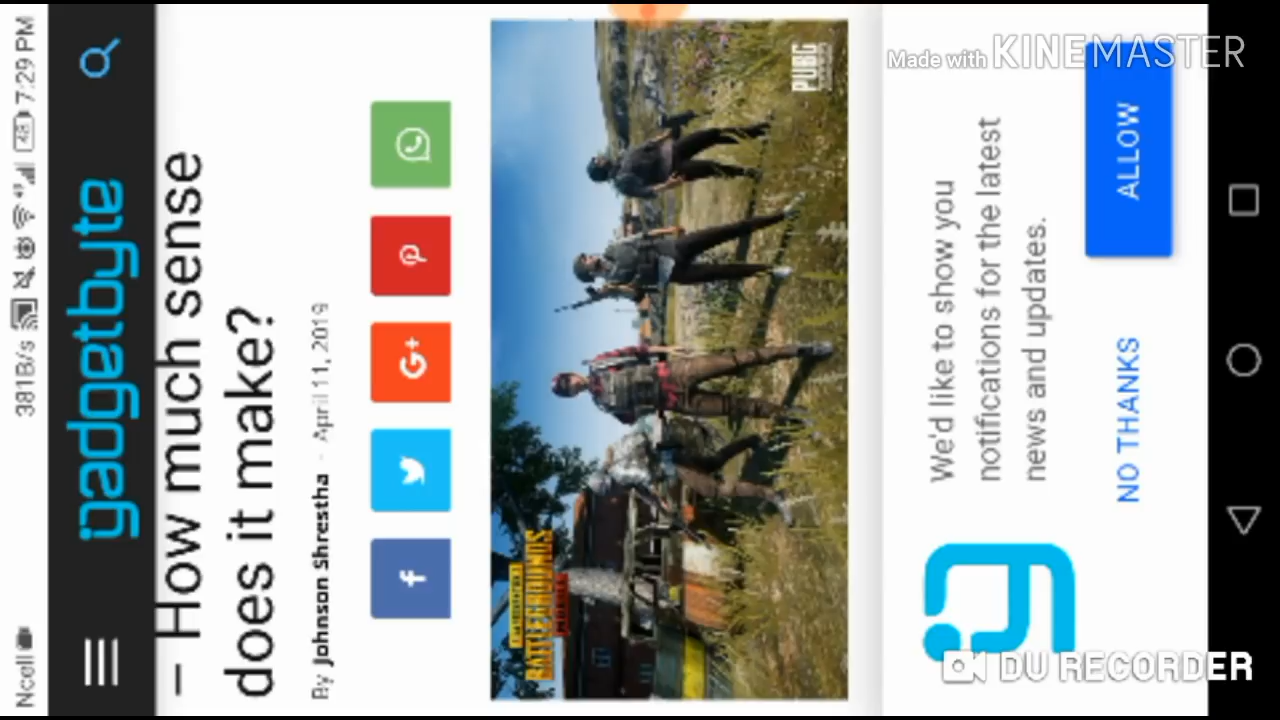 Ncell 381B/s 48 7:29 PM
gadgetbyte
– How much sense
does it make?
By Johnson Shrestha - April 11, 2019
f
G+
BATTLEGROUNDS
PUBG
We'd like to show you
notifications for the latest
news and updates.
NO THANKS
ALLOW
Made with KINEMASTER
DU RECORDER